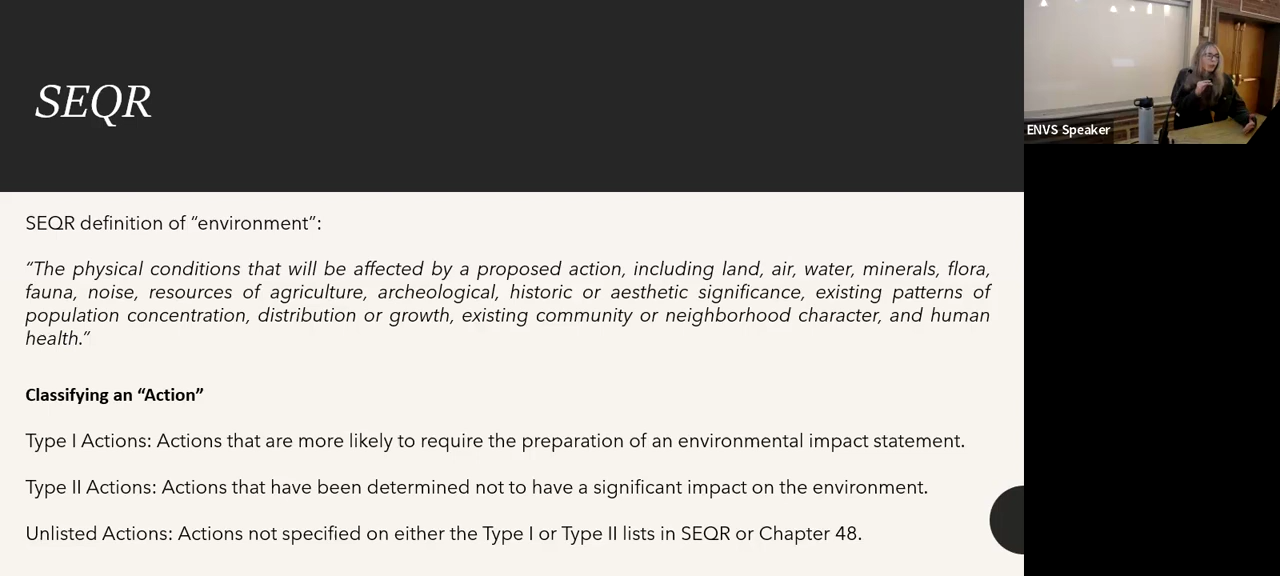 SEQR
ENVS Speaker
SEQR definition of “environment”:
“The physical conditions that will be affected by a proposed action, including land, air, water, minerals, flora,
fauna, noise, resources of agriculture, archeological, historic or aesthetic significance, existing patterns of
population concentration, distribution or growth, existing community or neighborhood character, and human
health.”
Classifying an “Action”
Type I Actions: Actions that are more likely to require the preparation of an environmental impact statement.
Type II Actions: Actions that have been determined not to have a significant impact on the environment.
Unlisted Actions: Actions not specified on either the Type I or Type II lists in SEQR or Chapter 48.